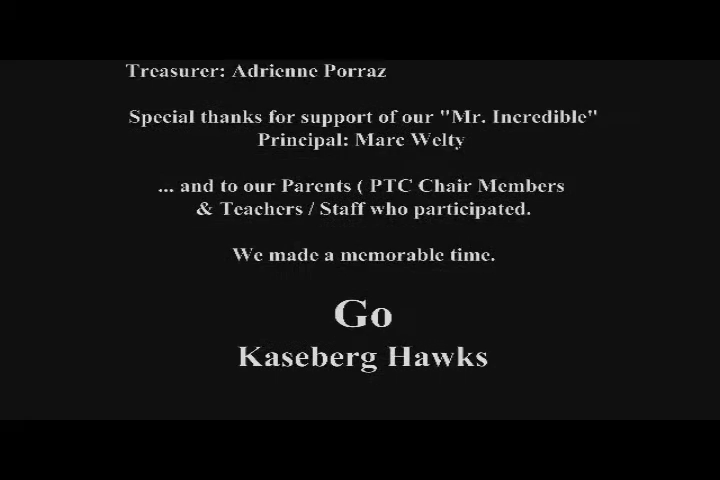 Treasurer: Adrienne Porraz
Special thanks for support of our "Mr. Incredible"
Principal: Marc Welty
... and to our Parents ( PTC Chair Members
& Teachers / Staff who participated.
We made a memorable time.
Go
Kaseberg Hawks